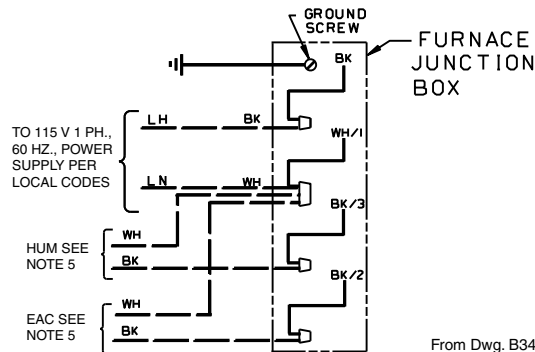 GROUND
SCREW
FURNACE
JUNCTION
BOX
BK
LH
BK
TO 115 V 1 PH.,
60 HZ., POWER
SUPPLY PER
LOCAL CODES
WH/1
LN
WH
BK/3
WH
HUM SEE
NOTE 5
BK
BK/2
WH
EAC SEE
NOTE 5
BK
From Dwg. B34